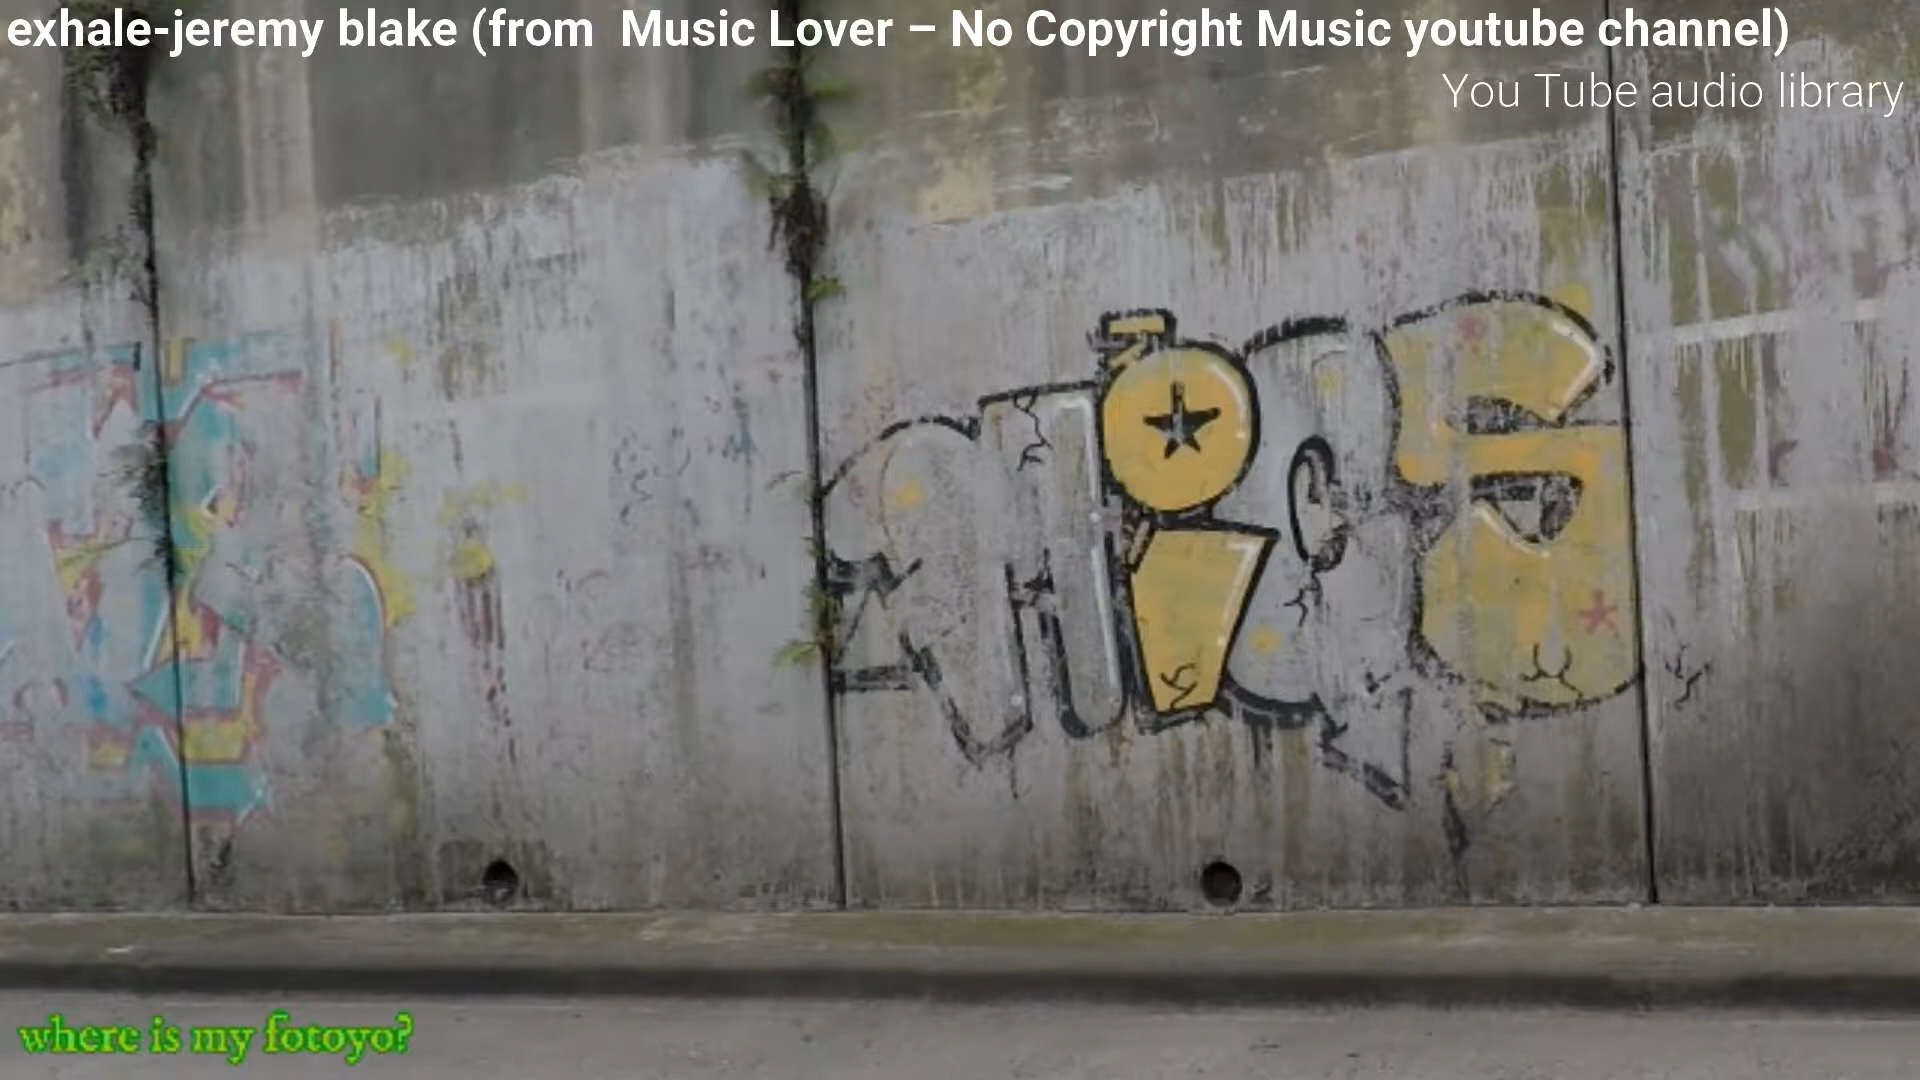 exhale-jeremy blake (from  Music Lover – No Copyright Music youtube channel)
You Tube audio library
where is my fotoyo?